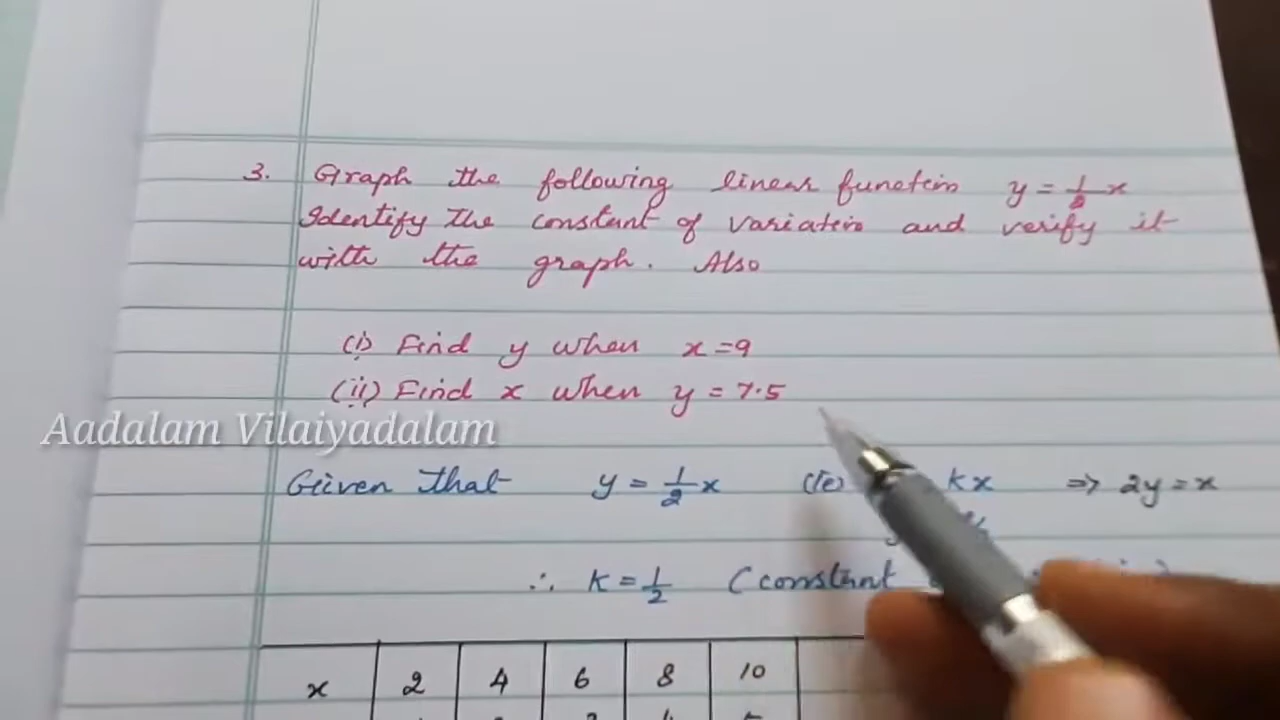 3. Graph the following linear function y = 1/2 x
Identify the constant of variation and verify it
with the graph. Also
(i) Find y when x = 9
(ii) Find x when y = 7.5
Aadalam Vilaiyadalam
Given that y = 1/2 x (ie) kx ⇒ 2y = x
∴ K = 1/2 (constant
x 2 4 6 8 10